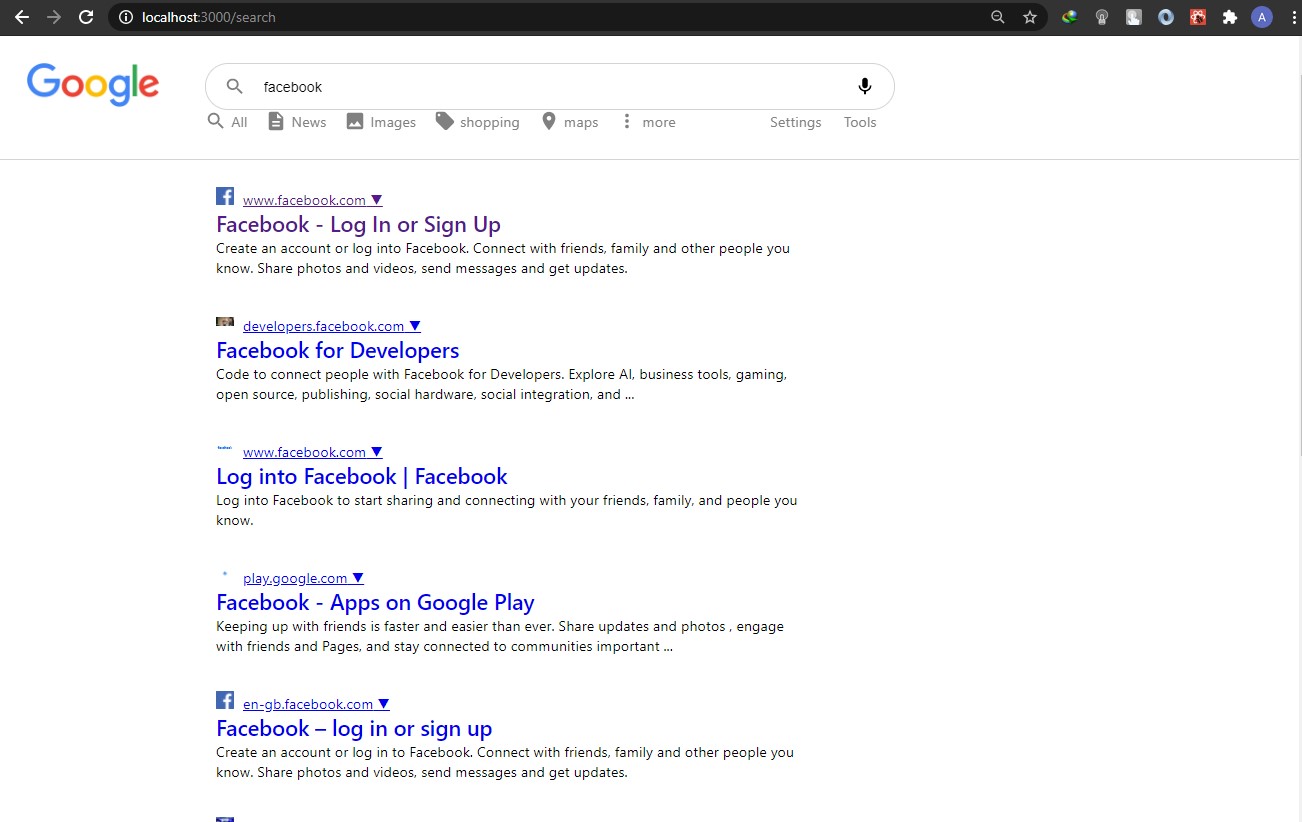 localhost:3000/search
A
Google
facebook
All News Images shopping maps more Settings Tools
www.facebook.com ▼
Facebook - Log In or Sign Up
Create an account or log into Facebook. Connect with friends, family and other people you
know. Share photos and videos, send messages and get updates.
developers.facebook.com ▼
Facebook for Developers
Code to connect people with Facebook for Developers. Explore AI, business tools, gaming,
open source, publishing, social hardware, social integration, and ...
www.facebook.com ▼
Log into Facebook | Facebook
Log into Facebook to start sharing and connecting with your friends, family, and people you
know.
play.google.com ▼
Facebook - Apps on Google Play
Keeping up with friends is faster and easier than ever. Share updates and photos , engage
with friends and Pages, and stay connected to communities important ...
en-gb.facebook.com ▼
Facebook – log in or sign up
Create an account or log in to Facebook. Connect with friends, family and other people you
know. Share photos and videos, send messages and get updates.